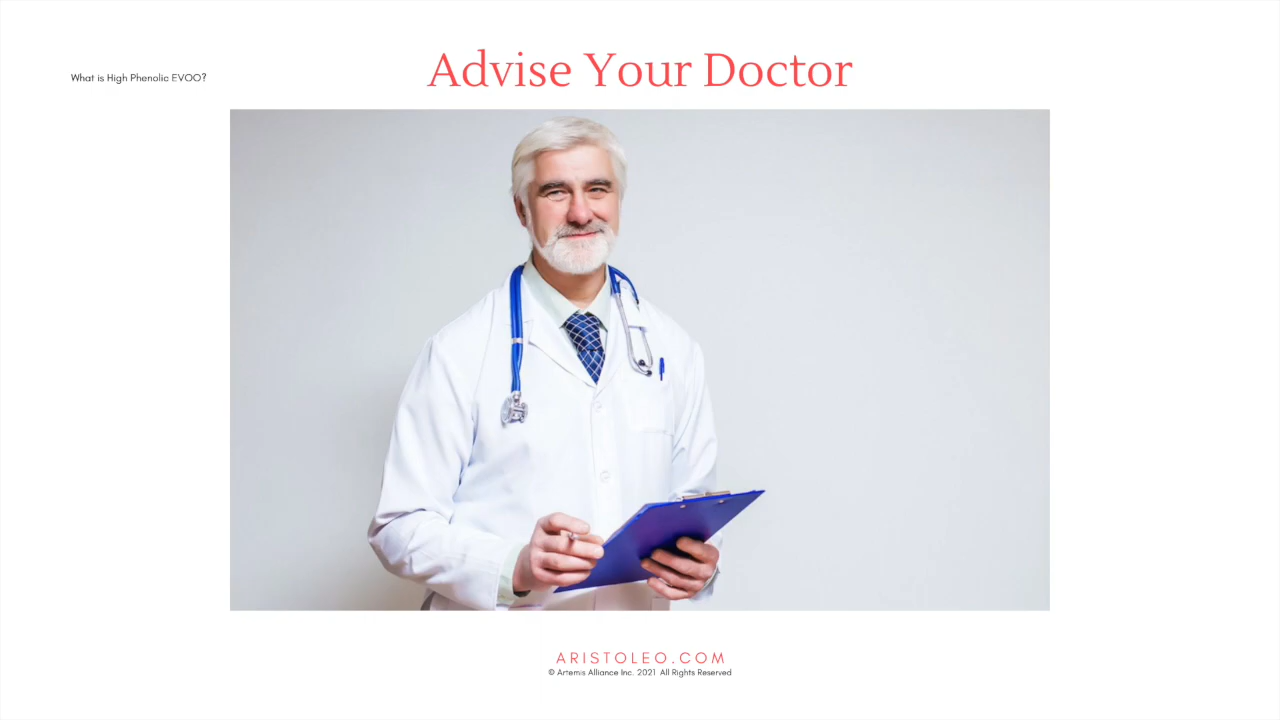 What is High Phenolic EVOO?
Advise Your Doctor
ARISTOLEO.COM
© Artemis Alliance Inc. 2021 All Rights Reserved